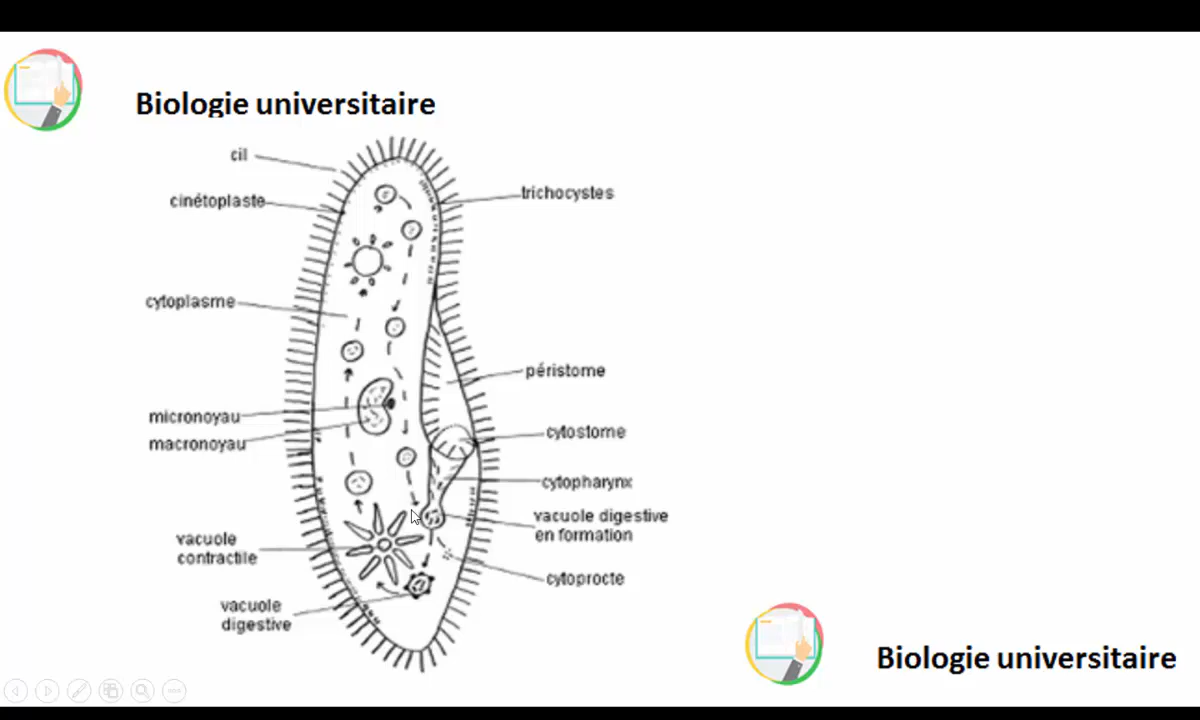 Biologie universitaire
cil
cinétoplaste
trichocystes
cytoplasme
péristome
micronoyau
macronoyau
cytostome
cytopharynx
vacuole digestive
en formation
vacuole
contractile
cytoprocte
vacuole
digestive
Biologie universitaire